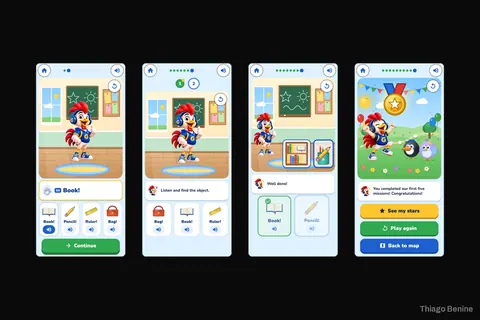 Book!
Book!
Pencil!
Ruler!
Bag!
Continue
1
2
Listen and find the object.
Bag!
Book!
Ruler!
Well done!
Book!
Pencil!
You completed our first five
missions! Congratulations!
See my stars
Play again
Back to map
Thiago Benine